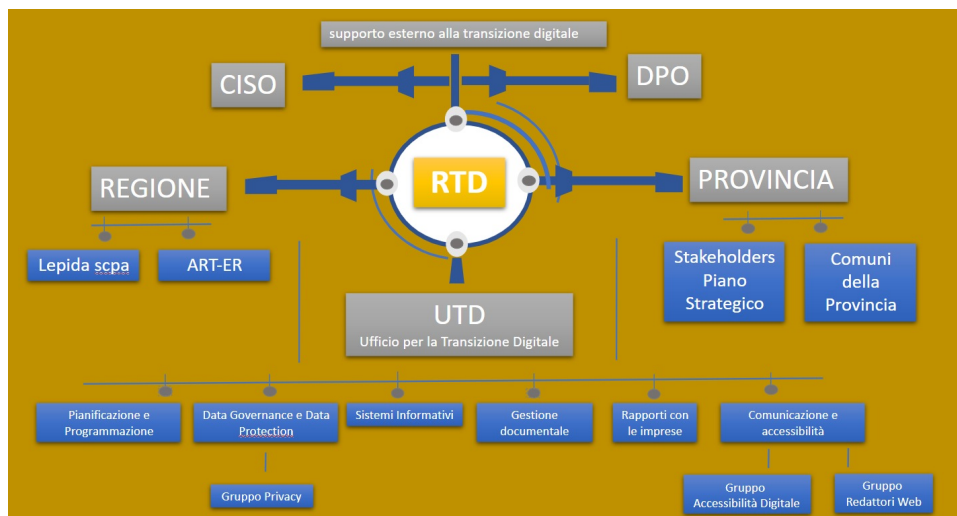 supporto esterno alla transizione digitale
CISO
DPO
RTD
REGIONE
PROVINCIA
Lepida scpa
ART-ER
Stakeholders
Piano
Strategico
Comuni
della
Provincia
UTD
Ufficio per la Transizione Digitale
Pianificazione e
Programmazione
Data Governance e Data
Protection
Sistemi Informativi
Gestione
documentale
Rapporti con
le imprese
Comunicazione e
accessibilità
Gruppo Privacy
Gruppo
Accessibilità Digitale
Gruppo
Redattori Web